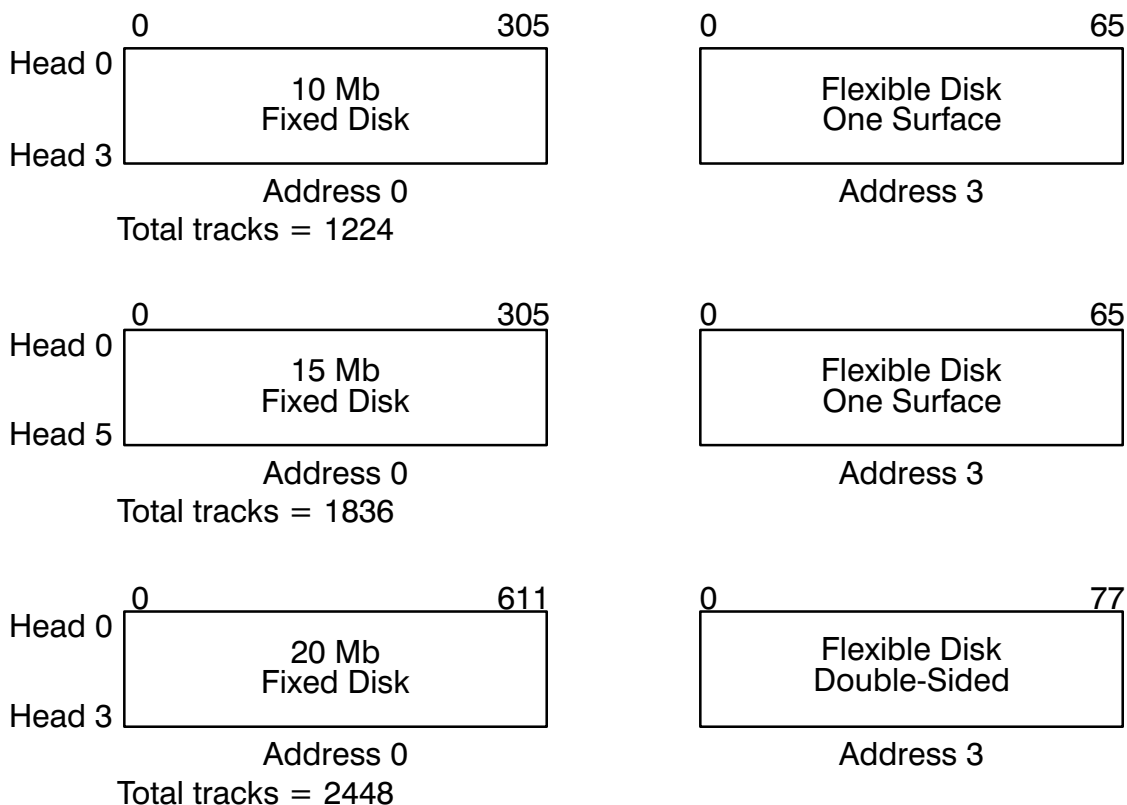 0 305 0 65
Head 0
10 Mb Flexible Disk
Fixed Disk One Surface
Head 3
Address 0 Address 3
Total tracks = 1224
0 305 0 65
Head 0
15 Mb Flexible Disk
Fixed Disk One Surface
Head 5
Address 0 Address 3
Total tracks = 1836
0 611 0 77
Head 0
20 Mb Flexible Disk
Fixed Disk Double-Sided
Head 3
Address 0 Address 3
Total tracks = 2448